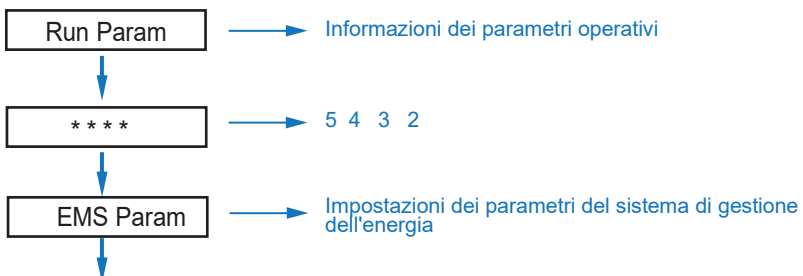 Run Param
Informazioni dei parametri operativi
* * * *
5 4 3 2
EMS Param
Impostazioni dei parametri del sistema di gestione
dell'energia